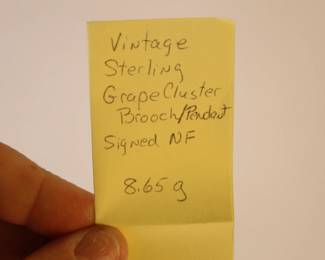 Vintage
Sterling
Grape Cluster
Brooch/Pendant
Signed NF
8.65 g